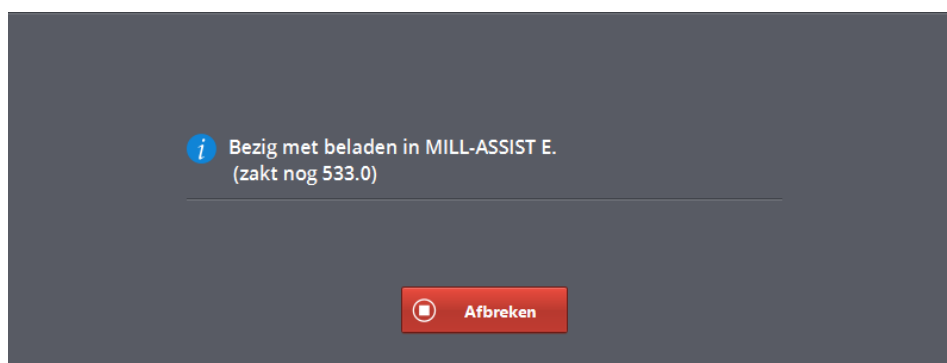 Bezig met beladen in MILL-ASSIST E.
(zakt nog 533.0)
Afbreken